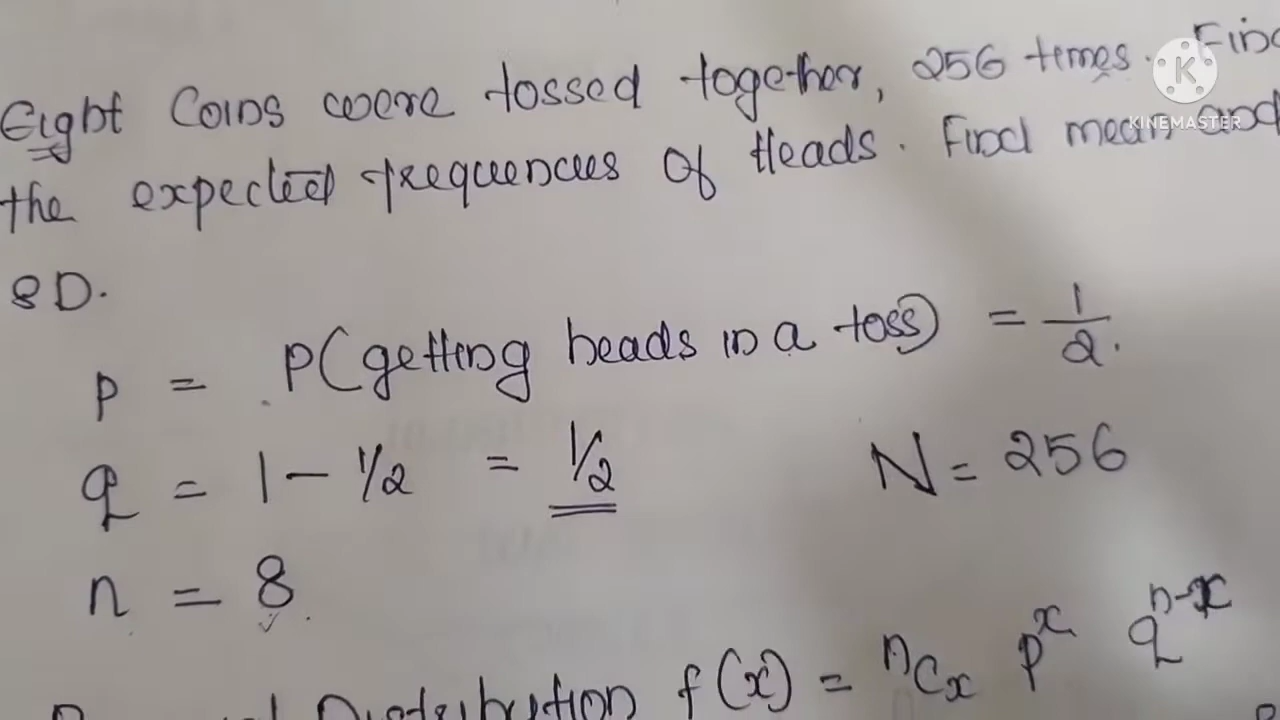 Eight Coins were tossed together, 256 times. Find
the expected frequencies of Heads. Find mean and
SD.
p = P(getting heads in a toss) = 1/2.
q = 1 - 1/2 = 1/2 N = 256
n = 8
Distribution f(x) = nCx p^x q^n-x
K
KINEMASTER